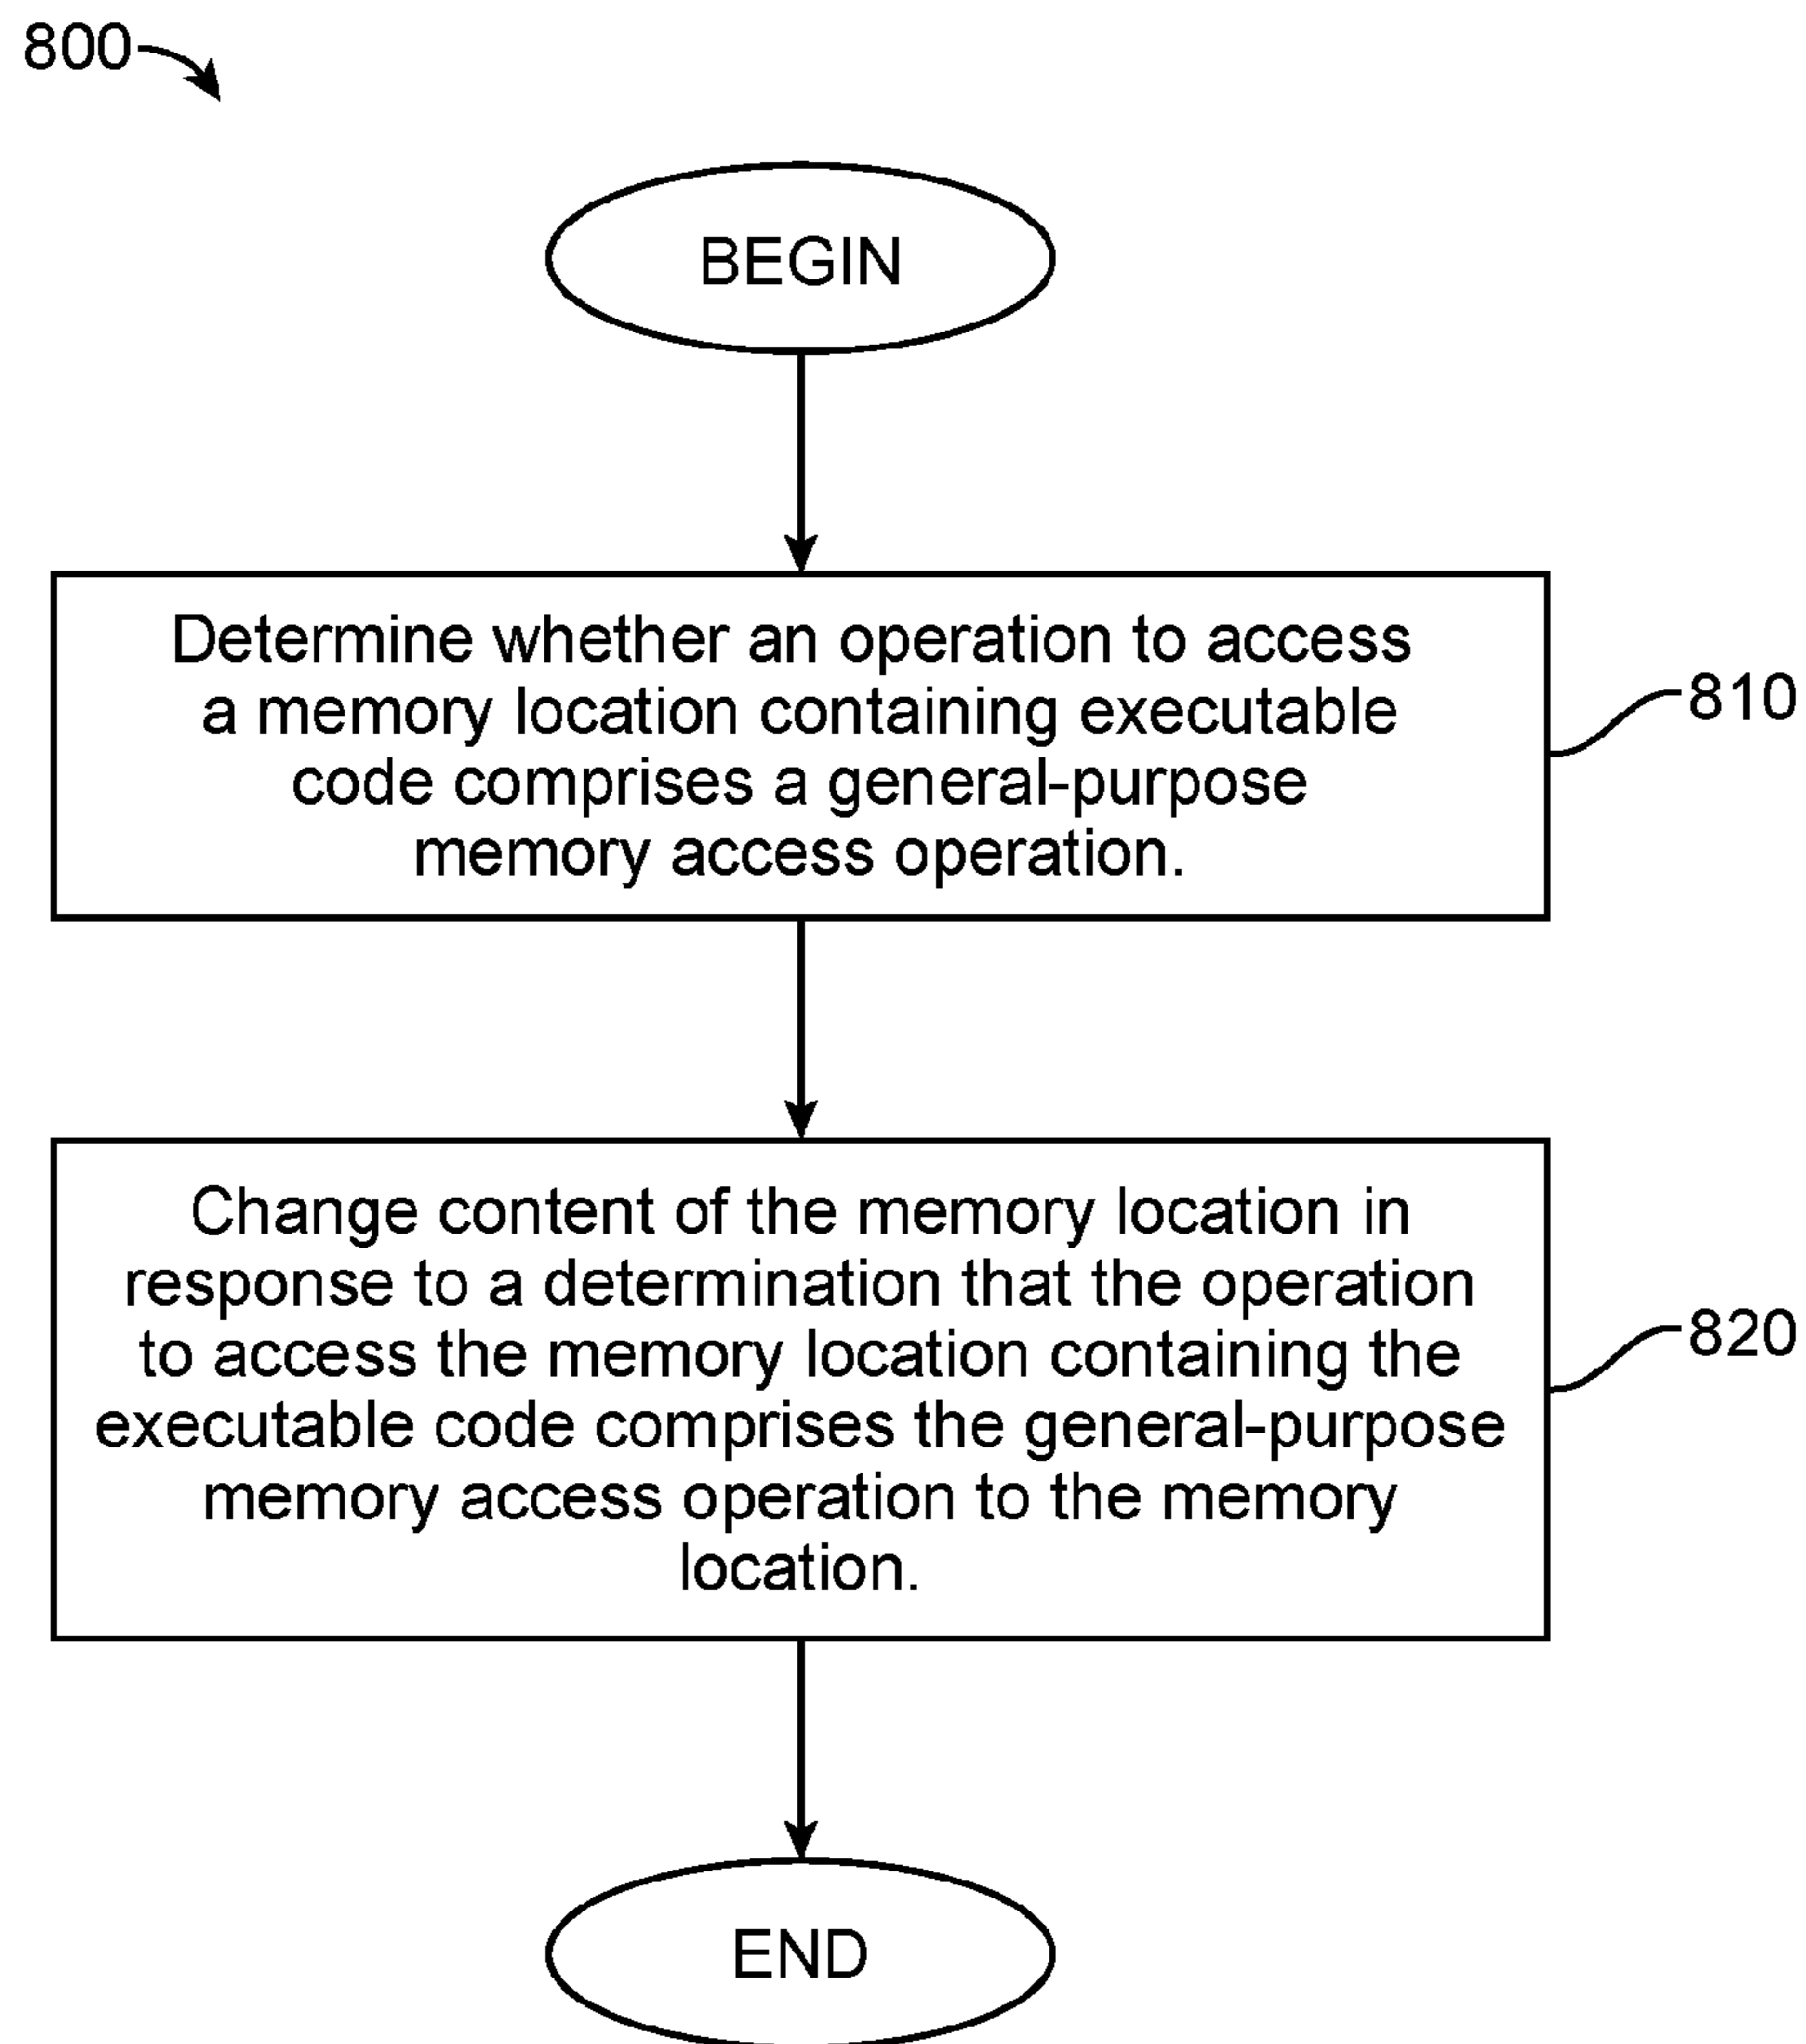 800
BEGIN
Determine whether an operation to access
a memory location containing executable
code comprises a general-purpose
memory access operation.
810
Change content of the memory location in
response to a determination that the operation
to access the memory location containing the
executable code comprises the general-purpose
memory access operation to the memory
location.
820
END